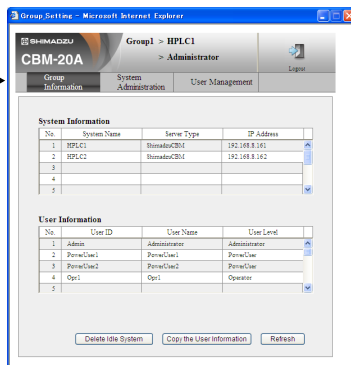 Group_Setting - Microsoft Internet Explorer
SHIMADZU
CBM-20A
Group1 > HPLC1
> Administrator
Logout
Group Information
System Administration
User Management
System Information
No. System Name Server Type IP Address
1 HPLC1 ShimadzuCBM 192.168.8.161
2 HPLC2 ShimadzuCBM 192.168.8.162
3
4
5
User Information
No. User ID User Name User Level
1 Admin Administrator Administrator
2 PowerUser1 PowerUser1 PowerUser
3 PowerUser2 PowerUser2 PowerUser
4 Opr1 Opr1 Operator
5
Delete Idle System Copy the User Information Refresh